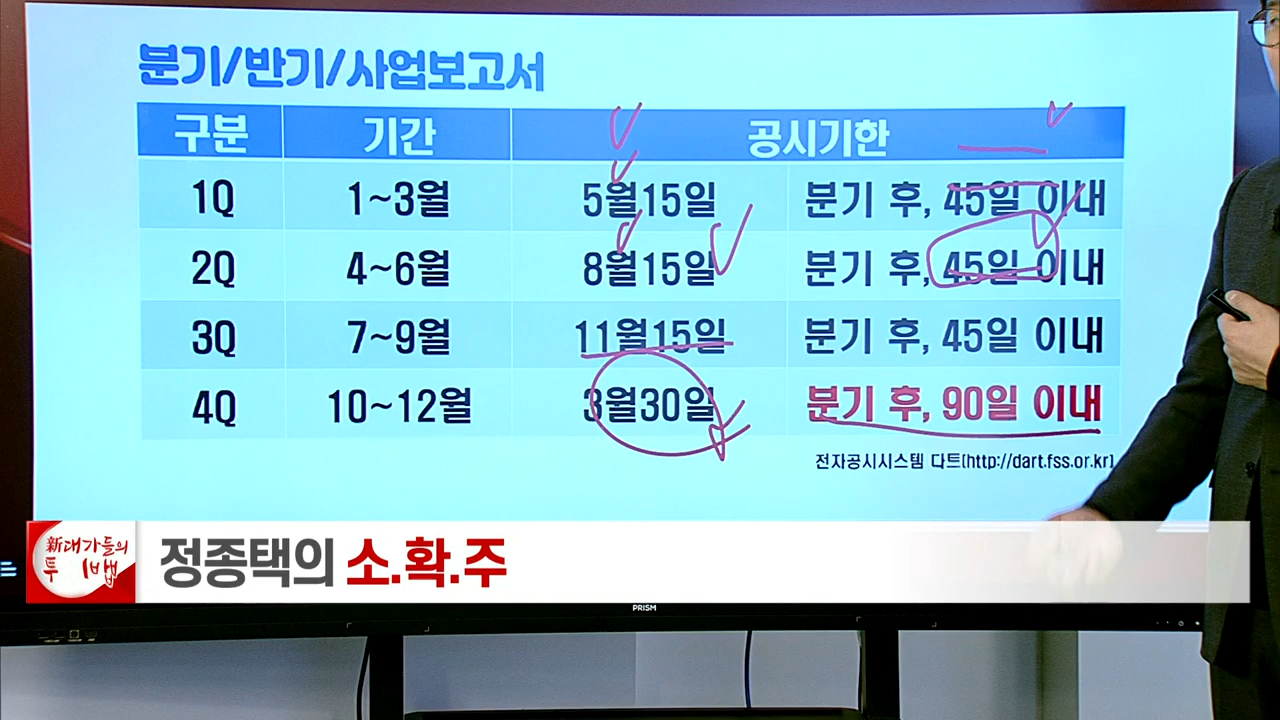 분기/반기/사업보고서
구분 기간 공시기한
1Q 1~3월 5월15일 분기 후, 45일 이내
2Q 4~6월 8월15일 분기 후, 45일 이내
3Q 7~9월 11월15일 분기 후, 45일 이내
4Q 10~12월 3월30일 분기 후, 90일 이내
전자공시시스템 다트(http://dart.fss.or.kr)
新대가들의
투
정종택의 소.확.주
PRISM